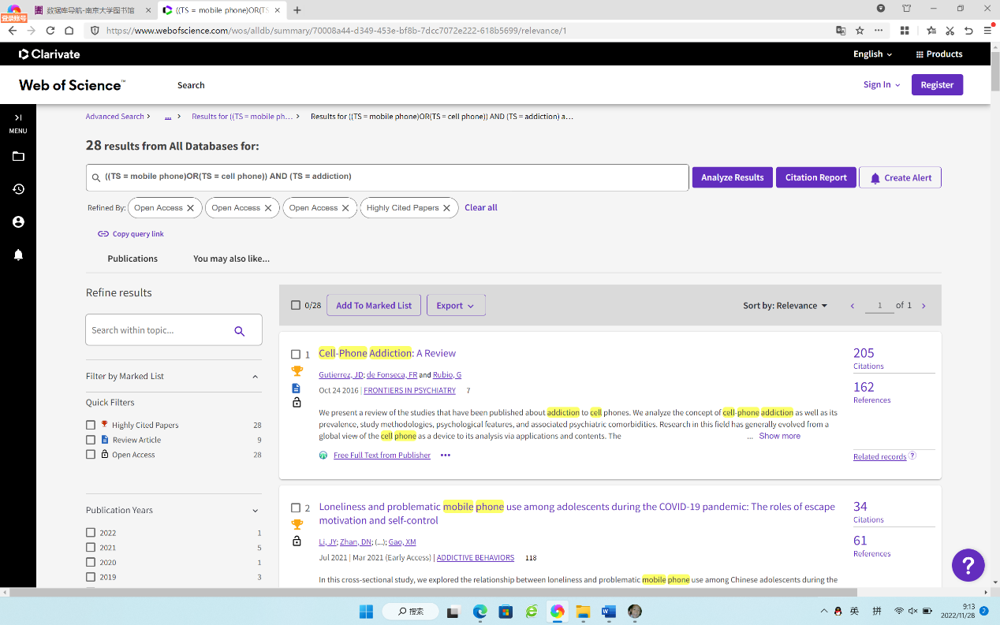 数据库导航-南京大学图书馆
((TS = mobile phone)OR(TS
登录账号
https://www.webofscience.com/wos/alldb/summary/70008a44-d349-453e-bf8b-7dcc7072e222-618b5699/relevance/1
Clarivate
English
Products
Web of Science™
Search
Sign In
Register
MENU
Advanced Search > ... > Results for ((TS = mobile ph... > Results for ((TS = mobile phone)OR(TS = cell phone)) AND (TS = addiction) a...
28 results from All Databases for:
((TS = mobile phone)OR(TS = cell phone)) AND (TS = addiction)
Analyze Results
Citation Report
Create Alert
Refined By: Open Access Open Access Open Access Highly Cited Papers Clear all
Copy query link
Publications
You may also like...
Refine results
Search within topic...
Filter by Marked List
Quick Filters
Highly Cited Papers 28
Review Article 9
Open Access 28
Publication Years
2022 1
2021 5
2020 1
2019 3
0/28 Add To Marked List Export
Sort by: Relevance
1 of 1
1 Cell-Phone Addiction: A Review
Gutierrez, JD; de Fonseca, FR and Rubio, G
Oct 24 2016 | FRONTIERS IN PSYCHIATRY 7
We present a review of the studies that have been published about addiction to cell phones. We analyze the concept of cell-phone addiction as well as its
prevalence, study methodologies, psychological features, and associated psychiatric comorbidities. Research in this field has generally evolved from a
global view of the cell phone as a device to its analysis via applications and contents. The ... Show more
Free Full Text from Publisher •••
205
Citations
162
References
Related records ?
2 Loneliness and problematic mobile phone use among adolescents during the COVID-19 pandemic: The roles of escape
motivation and self-control
Li, JY; Zhan, DN; (...); Gao, XM
Jul 2021 | Mar 2021 (Early Access) | ADDICTIVE BEHAVIORS 118
In this cross-sectional study, we explored the relationship between loneliness and problematic mobile phone use among Chinese adolescents during the
34
Citations
61
References
?
搜索
英
拼
9:13
2022/11/28
2